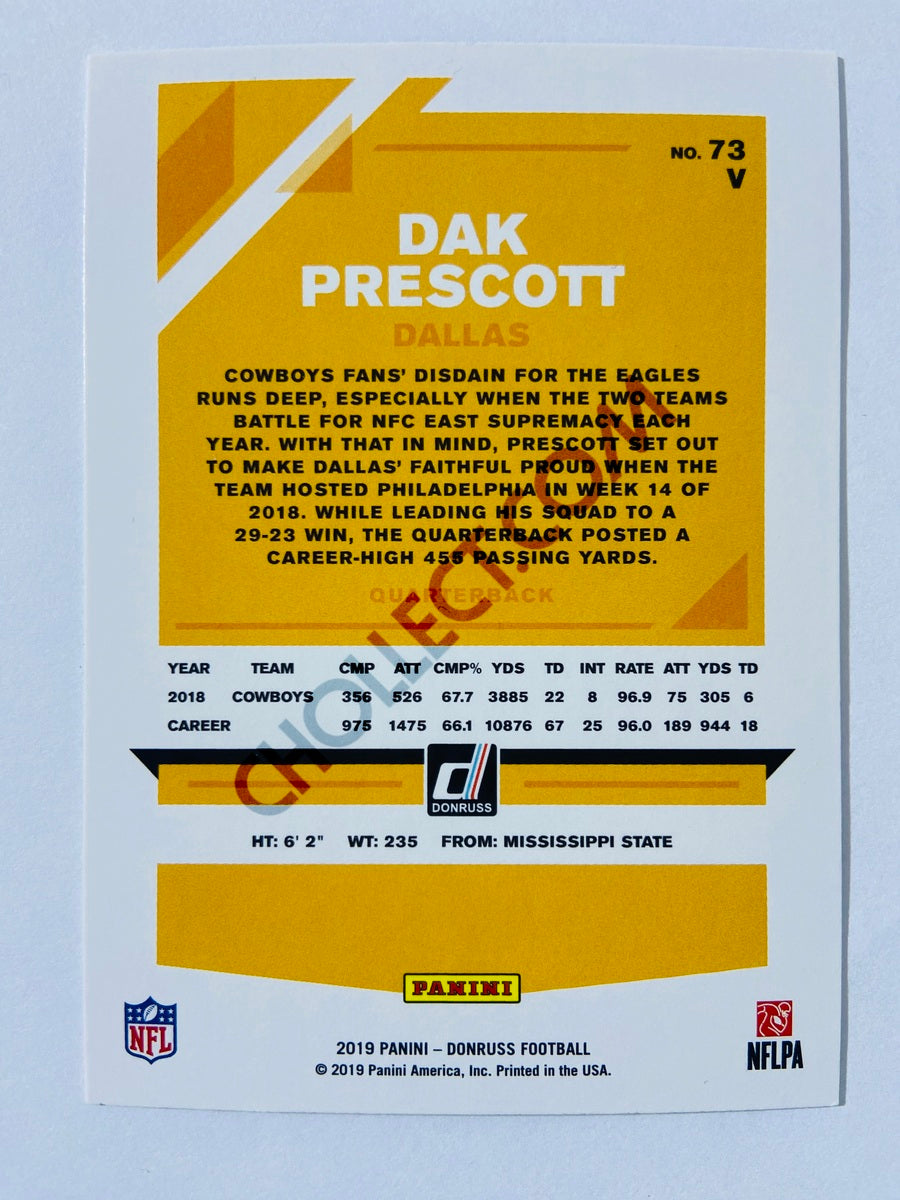 NO. 73
V
DAK
PRESCOTT
DALLAS
COWBOYS FANS' DISDAIN FOR THE EAGLES
RUNS DEEP, ESPECIALLY WHEN THE TWO TEAMS
BATTLE FOR NFC EAST SUPREMACY EACH
YEAR. WITH THAT IN MIND, PRESCOTT SET OUT
TO MAKE DALLAS' FAITHFUL PROUD WHEN THE
TEAM HOSTED PHILADELPHIA IN WEEK 14 OF
2018. WHILE LEADING HIS SQUAD TO A
29-23 WIN, THE QUARTERBACK POSTED A
CAREER-HIGH 455 PASSING YARDS.
QUARTERBACK
YEAR TEAM CMP ATT CMP% YDS TD INT RATE ATT YDS TD
2018 COWBOYS 356 526 67.7 3885 22 8 96.9 75 305 6
CAREER 975 1475 66.1 10876 67 25 96.0 189 944 18
CHOLLECT.COM
d
DONRUSS
HT: 6' 2" WT: 235 FROM: MISSISSIPPI STATE
PANINI
NFL
NFLPA
2019 PANINI – DONRUSS FOOTBALL
© 2019 Panini America, Inc. Printed in the USA.